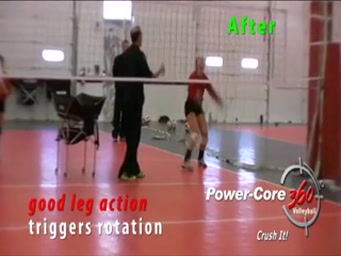 After
Power-Core 360
Volleyball
Crush It!
good leg action
triggers rotation